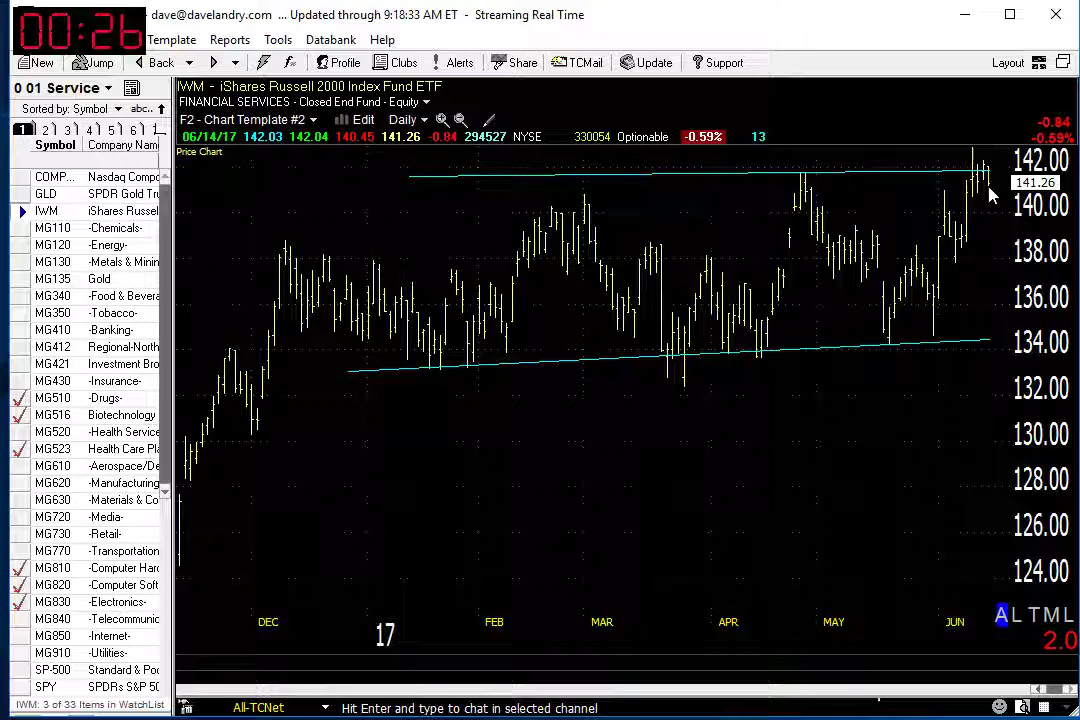 00:26
dave@davelandry.com ... Updated through 9:18:33 AM ET - Streaming Real Time
Template Reports Tools Databank Help
New Jump Back Profile Clubs Alerts Share TCMail Update Support Layout
0 01 Service
Sorted by: Symbol abc..
1 2 3 4 5 6
Symbol Company Nam
COMP... Nasdaq Compo
GLD SPDR Gold Tru
IWM iShares Russell
MG110 -Chemicals-
MG120 -Energy-
MG130 -Metals & Minin
MG135 Gold
MG340 -Food & Bevera
MG350 -Tobacco-
MG410 -Banking-
MG412 Regional-North
MG421 Investment Bro
MG430 -Insurance-
MG510 -Drugs-
MG516 Biotechnology
MG520 -Health Service
MG523 Health Care Pla
MG610 -Aerospace/De
MG620 -Manufacturing
MG630 -Materials & Co
MG720 -Media-
MG730 -Retail-
MG770 -Transportation
MG810 -Computer Hard
MG820 -Computer Soft
MG830 -Electronics-
MG840 -Telecommunic
MG850 -Internet-
MG910 -Utilities-
SP-500 Standard & Poo
SPY SPDRs S&P 50
IWM: 3 of 33 Items in WatchList
IWM - iShares Russell 2000 Index Fund ETF
FINANCIAL SERVICES - Closed End Fund - Equity
F2 - Chart Template #2 Edit Daily
06/14/17 142.03 142.04 140.45 141.26 -0.84 294527 NYSE 330054 Optionable -0.59% 13
-0.84
-0.59%
Price Chart
142.00
141.26
140.00
138.00
136.00
134.00
132.00
130.00
128.00
126.00
124.00
DEC 17 FEB MAR APR MAY JUN
A L T M L
2.0
All-TCNet Hit Enter and type to chat in selected channel